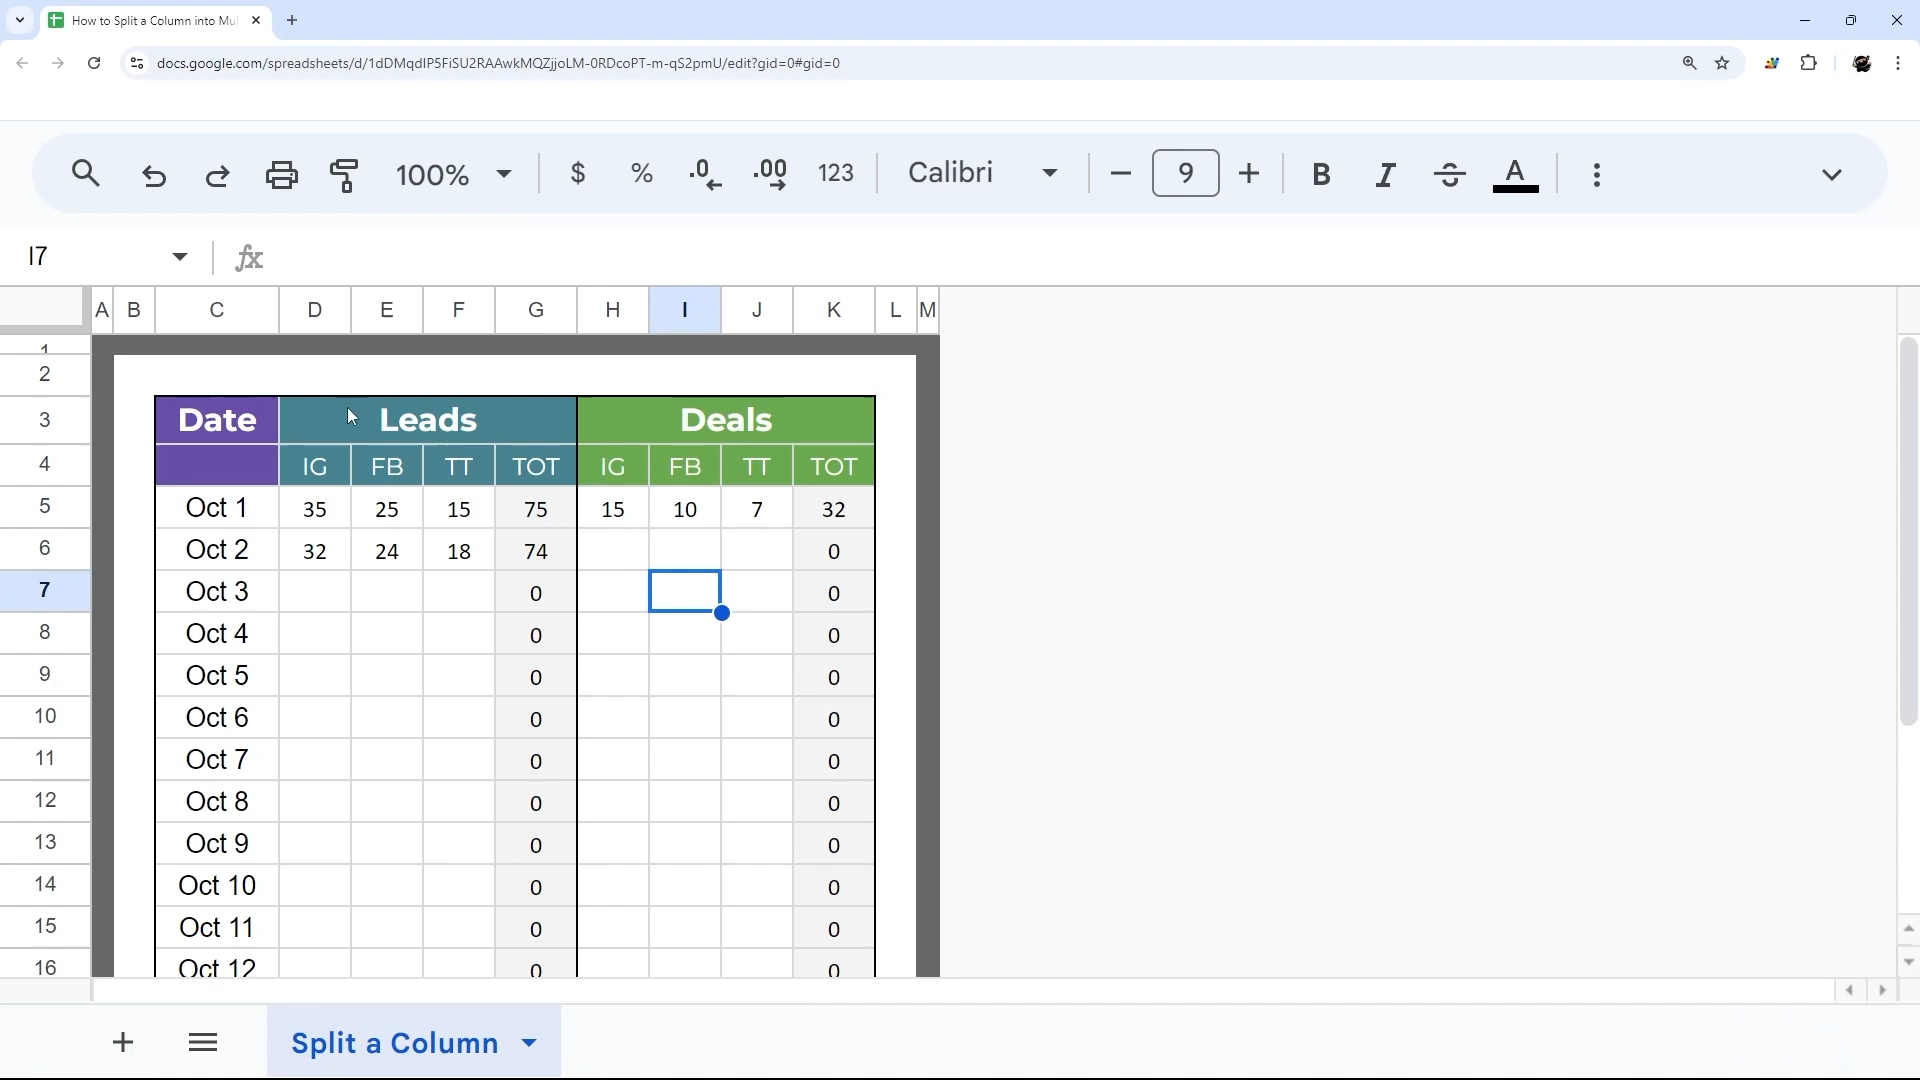 How to Split a Column into Mu
docs.google.com/spreadsheets/d/1dDMqdIP5FiSU2RAAwkMQZjjoLM-0RDcoPT-m-qS2pmU/edit?gid=0#gid=0
100% $ % .0 .00 123 Calibri 9 B I S A
I7 fx
A B C D E F G H I J K L M
1
2
3 Date Leads Deals
4 IG FB TT TOT IG FB TT TOT
5 Oct 1 35 25 15 75 15 10 7 32
6 Oct 2 32 24 18 74 0
7 Oct 3 0 0
8 Oct 4 0 0
9 Oct 5 0 0
10 Oct 6 0 0
11 Oct 7 0 0
12 Oct 8 0 0
13 Oct 9 0 0
14 Oct 10 0 0
15 Oct 11 0 0
16 Oct 12 0 0
Split a Column